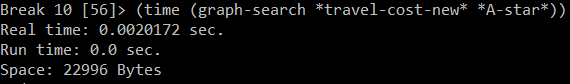 Break 10 [56]> (time (graph-search *travel-cost-new* *A-star*))
Real time: 0.0020172 sec.
Run time: 0.0 sec.
Space: 22996 Bytes